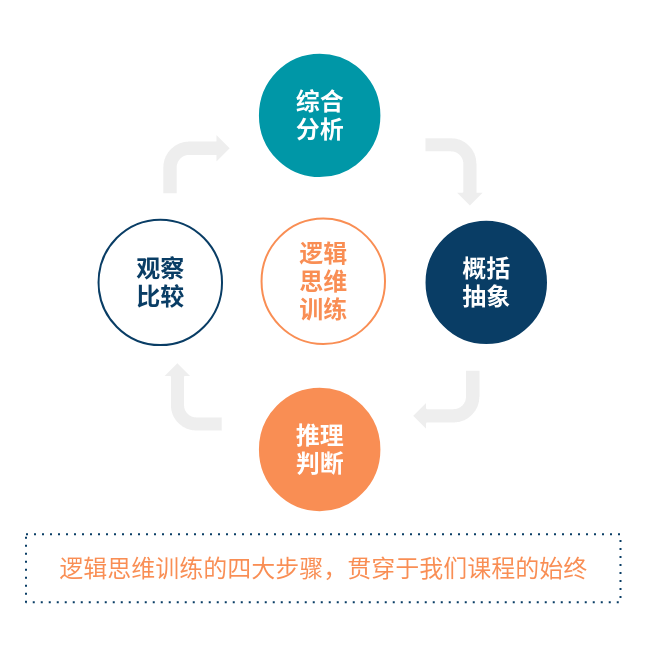 综合
分析
观察
比较
逻辑
思维
训练
概括
抽象
推理
判断
逻辑思维训练的四大步骤，贯穿于我们课程的始终